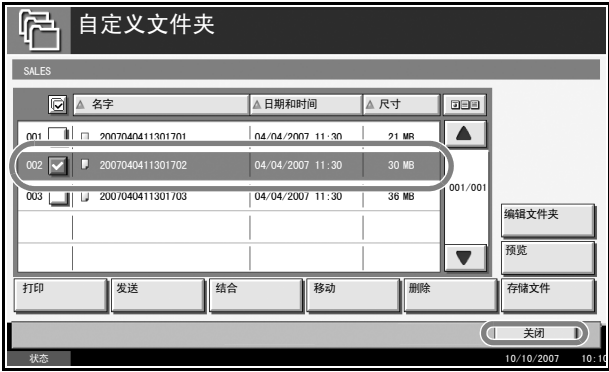 自定义文件夹
SALES
名字 日期和时间 尺寸
001 2007040411301701 04/04/2007 11:30 21 MB
002 2007040411301702 04/04/2007 11:30 30 MB
003 2007040411301703 04/04/2007 11:30 36 MB
001/001
编辑文件夹
预览
打印 发送 结合 移动 删除 存储文件
关闭
状态 10/10/2007 10:10